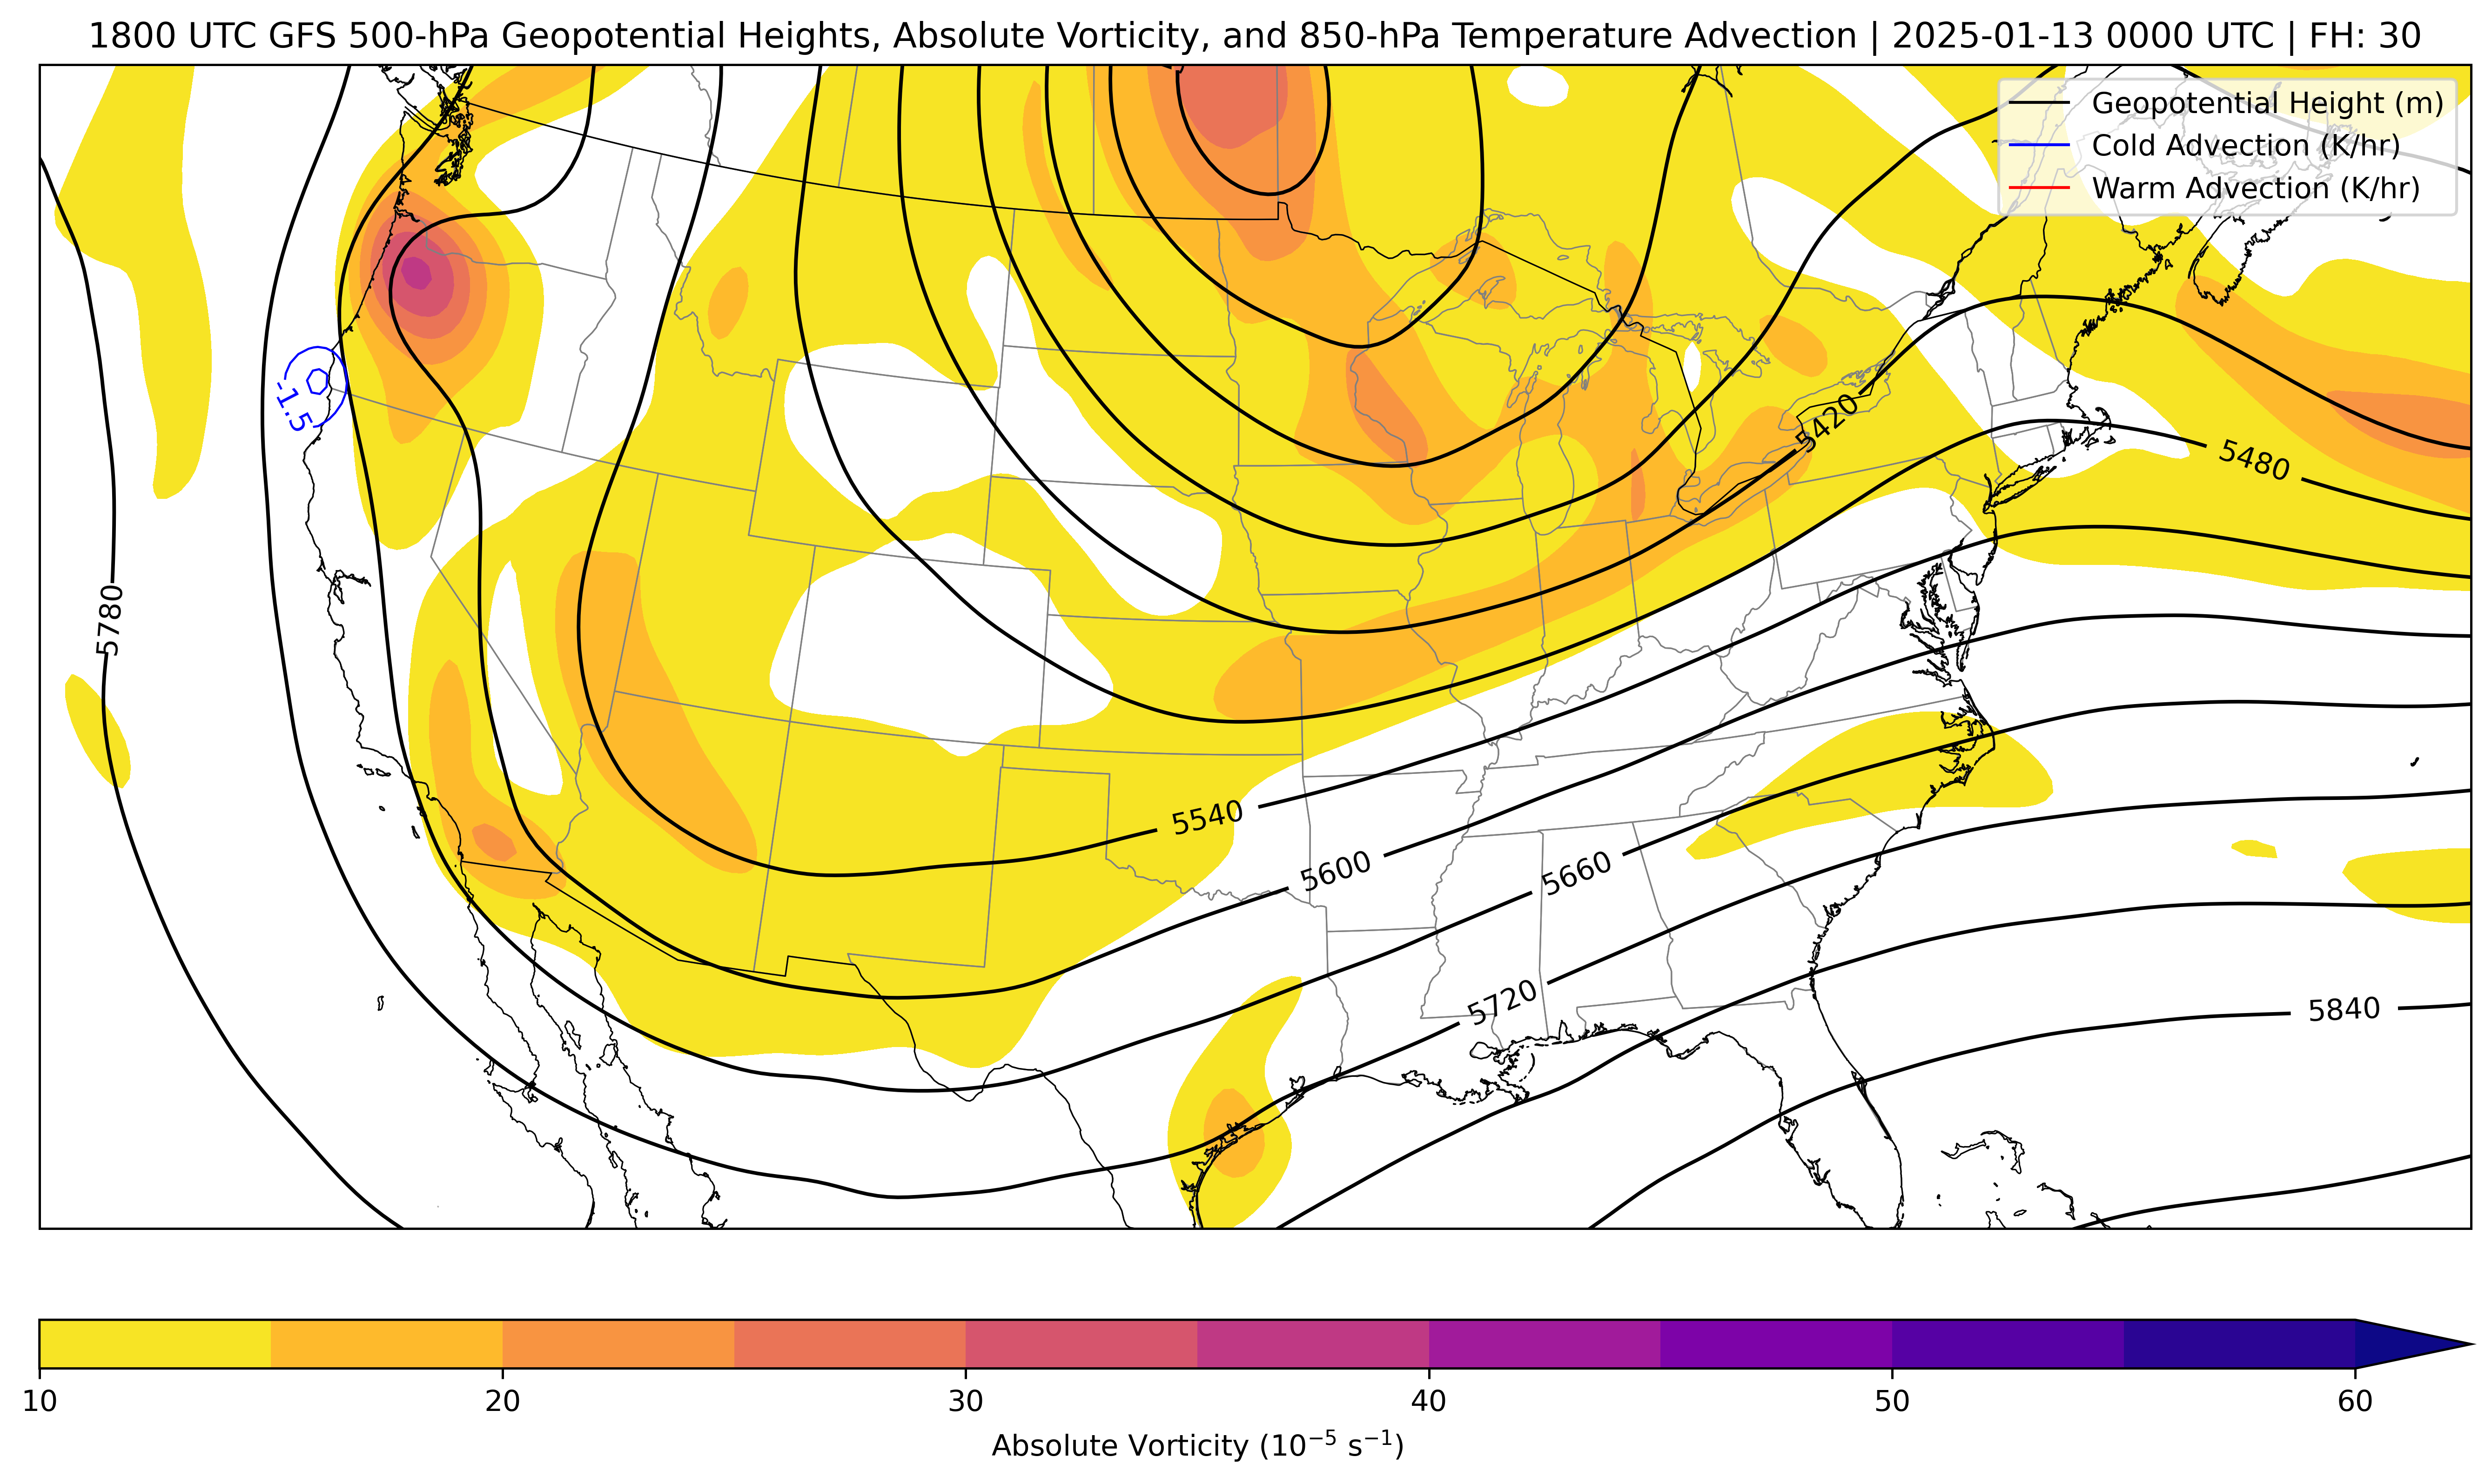 1800 UTC GFS 500-hPa Geopotential Heights, Absolute Vorticity, and 850-hPa Temperature Advection | 2025-01-13 0000 UTC | FH: 30
Geopotential Height (m)
Cold Advection (K/hr)
Warm Advection (K/hr)
-1.5
5420
5480
5780
5540
5600
5660
5720
5840
10 20 30 40 50 60
Absolute Vorticity (10⁻⁵ s⁻¹)